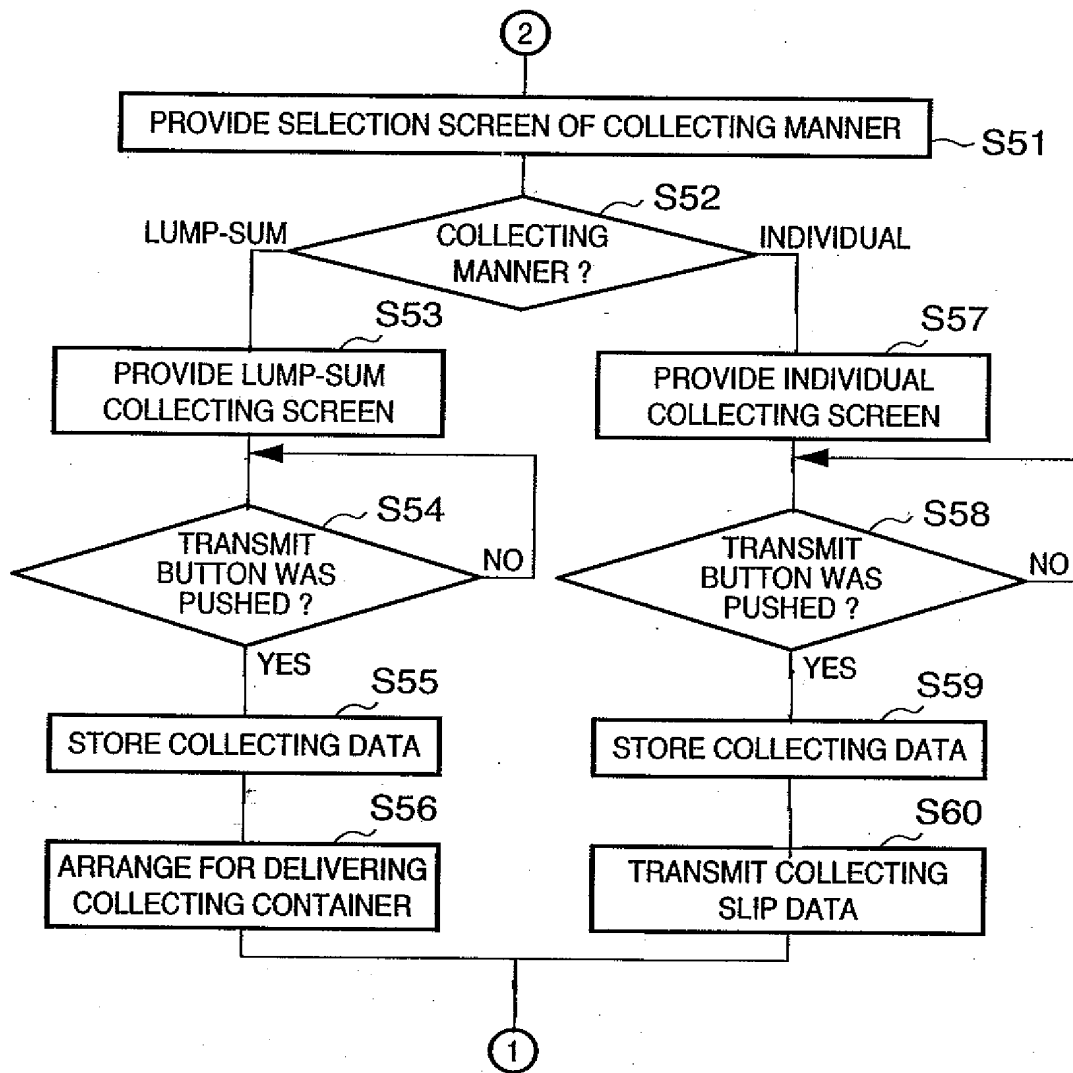 2
PROVIDE SELECTION SCREEN OF COLLECTING MANNER
S51
S52
LUMP-SUM
COLLECTING
MANNER ?
INDIVIDUAL
S53
PROVIDE LUMP-SUM
COLLECTING SCREEN
S54
TRANSMIT
BUTTON WAS
PUSHED ?
NO
YES
S55
STORE COLLECTING DATA
S56
ARRANGE FOR DELIVERING
COLLECTING CONTAINER
S57
PROVIDE INDIVIDUAL
COLLECTING SCREEN
S58
TRANSMIT
BUTTON WAS
PUSHED ?
NO
YES
S59
STORE COLLECTING DATA
S60
TRANSMIT COLLECTING
SLIP DATA
1